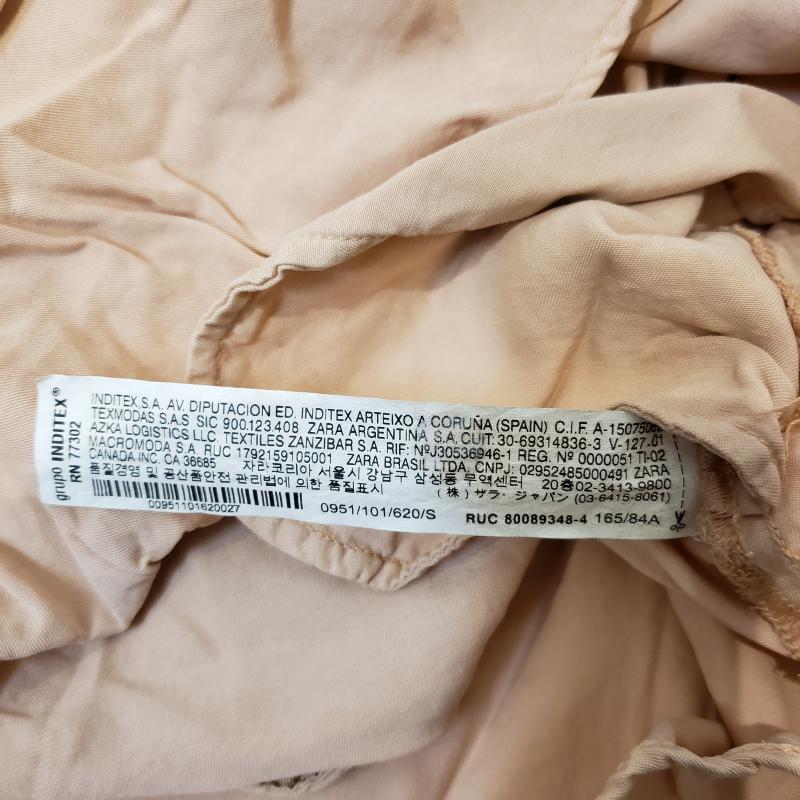 grupo INDITEX®
RN 77302
INDITEX,S.A. AV. DIPUTACION ED. INDITEX ARTEIXO A CORUÑA (SPAIN) C.I.F. A-15075062
TEXMODAS S.A.S SIC 900.123.408 ZARA ARGENTINA S.A. CUIT: 30-69314836-3 V-127.01
AZKA LOGISTICS LLC TEXTILES ZANZIBAR S.A. RIF: NºJ30536946-1 REG. Nº 0000051 TI-02
MACROMODA S.A. RUC 1792159105001 ZARA BRASIL LTDA. CNPJ: 02952485000491 ZARA
CANADA INC CA 36685 자라코리아 서울시 강남구 삼성동 무역센터 20층02-3413-9800
품질경영 및 공산품안전 관리법에 의한 품질표시 (株) ザラ・ジャパン (03-6415-8061)
00951101620027 0951/101/620/S RUC 80089348-4 165/84A